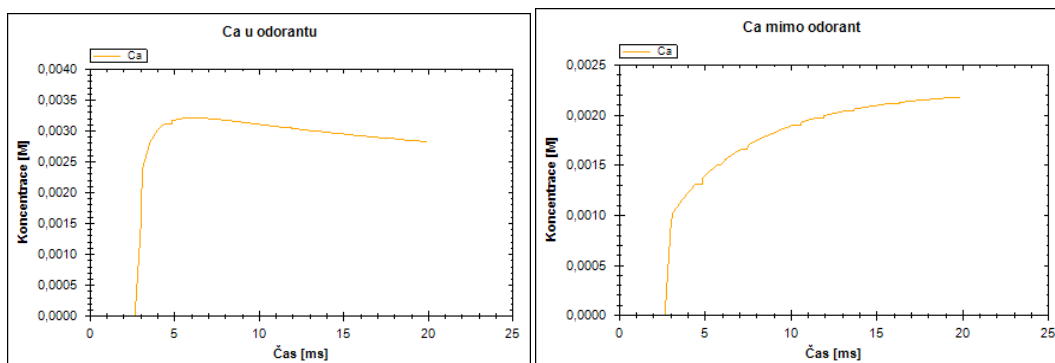 Ca u odorantu
Ca
0,0040
0,0035
0,0030
0,0025
0,0020
0,0015
0,0010
0,0005
0,0000
Koncentrace [M]
0 5 10 15 20 25
Čas [ms]
Ca mimo odorant
Ca
0,0025
0,0020
0,0015
0,0010
0,0005
0,0000
Koncentrace [M]
0 5 10 15 20 25
Čas [ms]